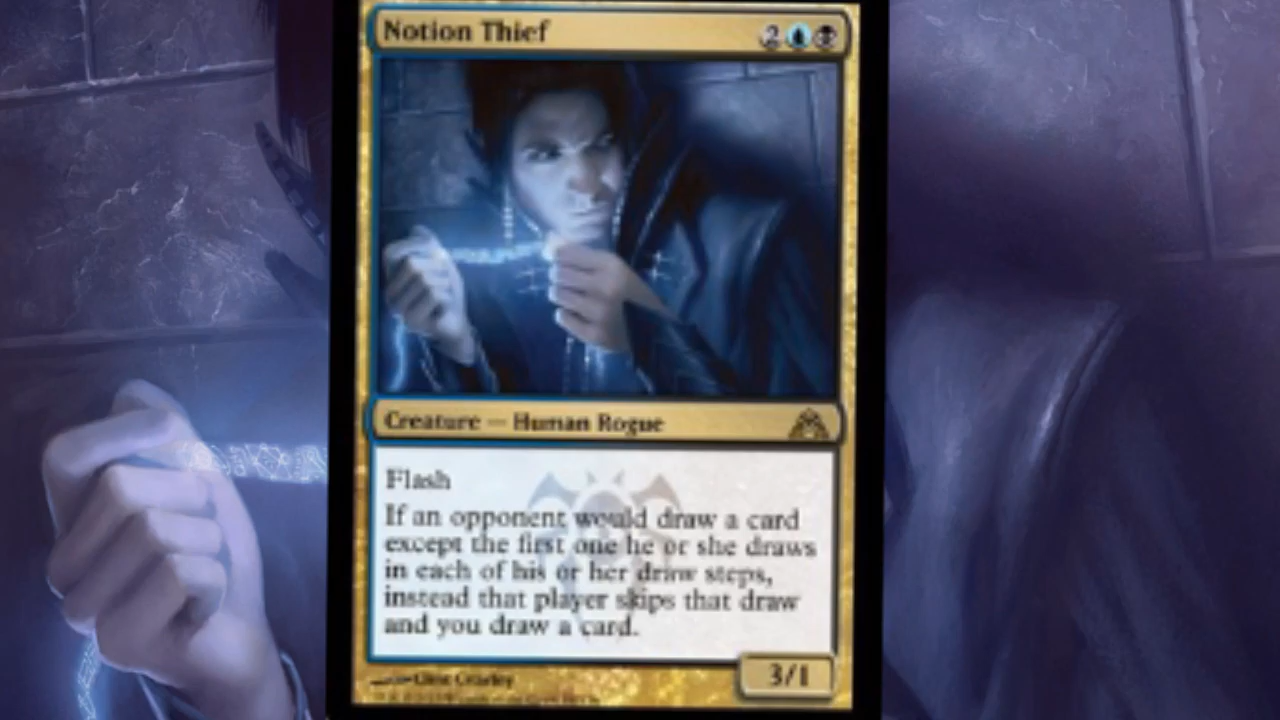 Notion Thief
2
Creature — Human Rogue
Flash
If an opponent would draw a card
except the first one he or she draws
in each of his or her draw steps,
instead that player skips that draw
and you draw a card.
3/1